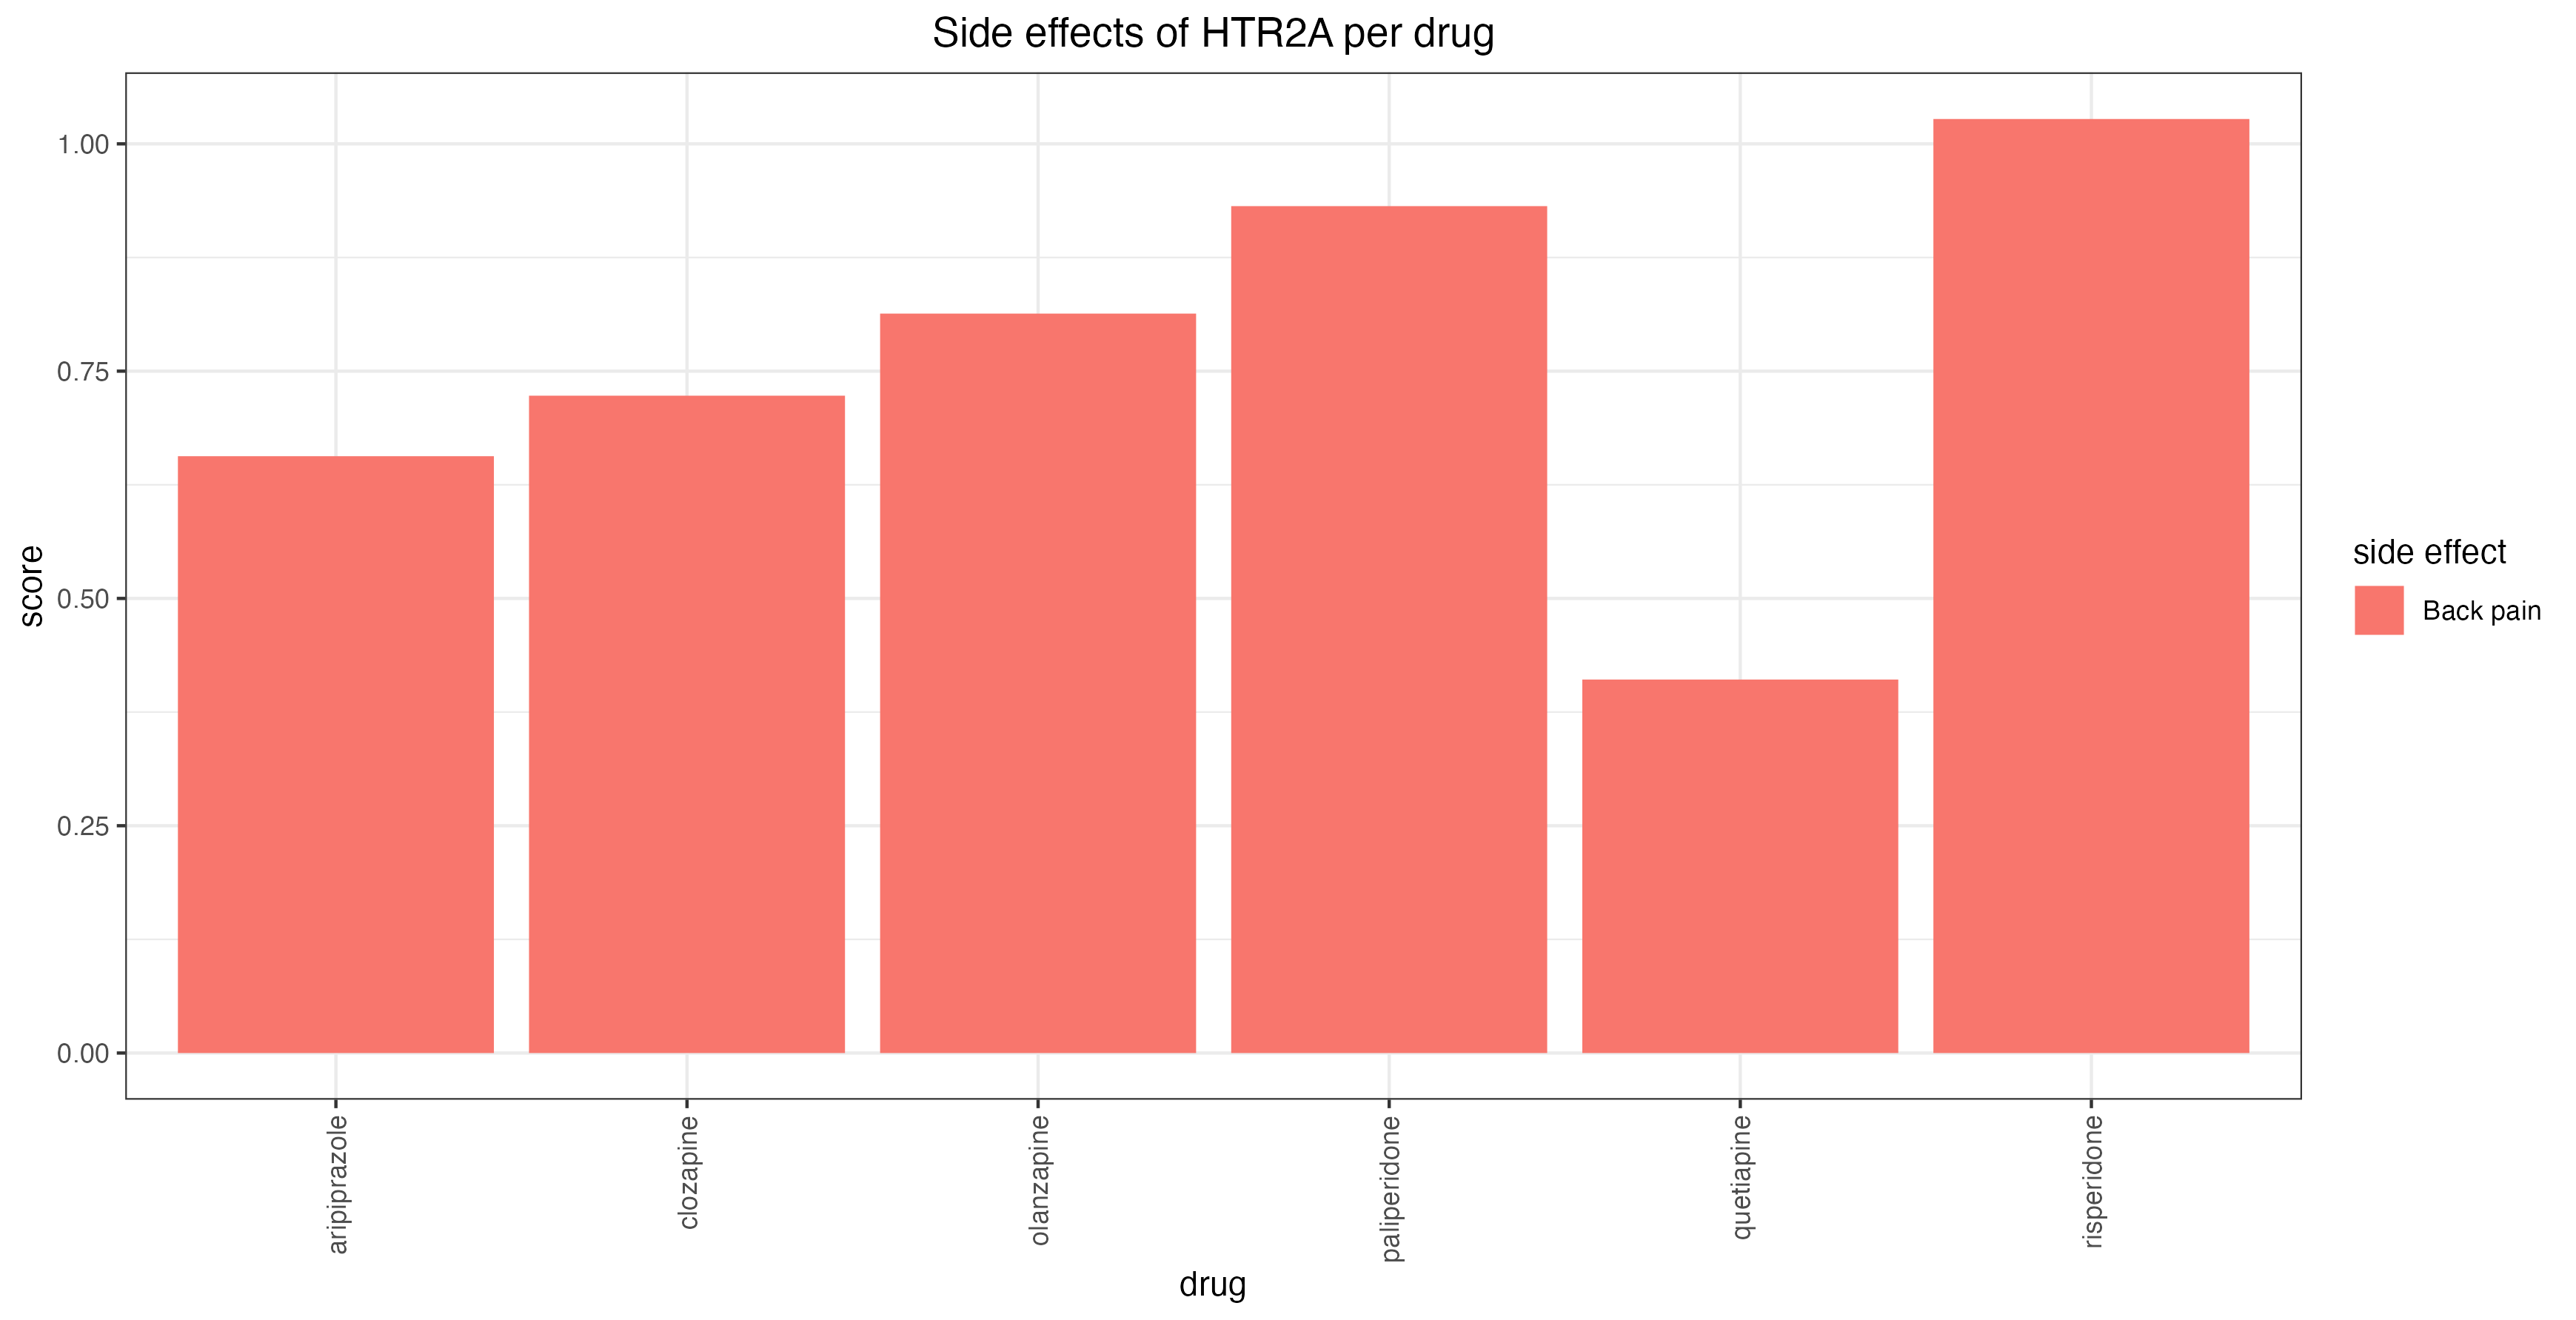 Side effects of HTR2A per drug
score
1.00
0.75
0.50
0.25
0.00
aripiprazole
clozapine
olanzapine
paliperidone
quetiapine
risperidone
drug
side effect
Back pain